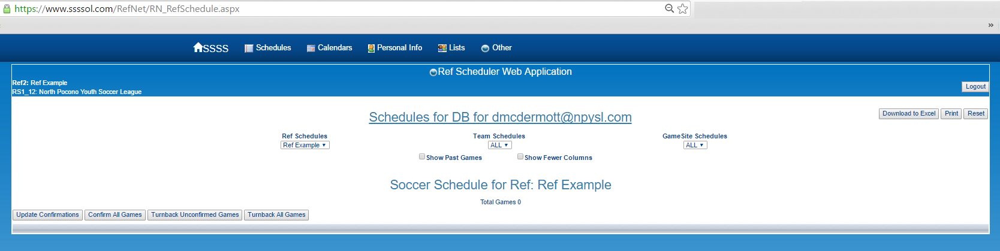 https://www.ssssol.com/RefNet/RN_RefSchedule.aspx
»
SSSS Schedules Calendars Personal Info Lists Other
Ref Scheduler Web Application
Ref2: Ref Example
RS1_12: North Pocono Youth Soccer League
Logout
Schedules for DB for dmcdermott@npysl.com
Download to Excel Print Reset
Ref Schedules Team Schedules GameSite Schedules
Ref Example ▼ ALL ▼ ALL ▼
Show Past Games Show Fewer Columns
Soccer Schedule for Ref: Ref Example
Total Games 0
Update Confirmations Confirm All Games Turnback Unconfirmed Games Turnback All Games